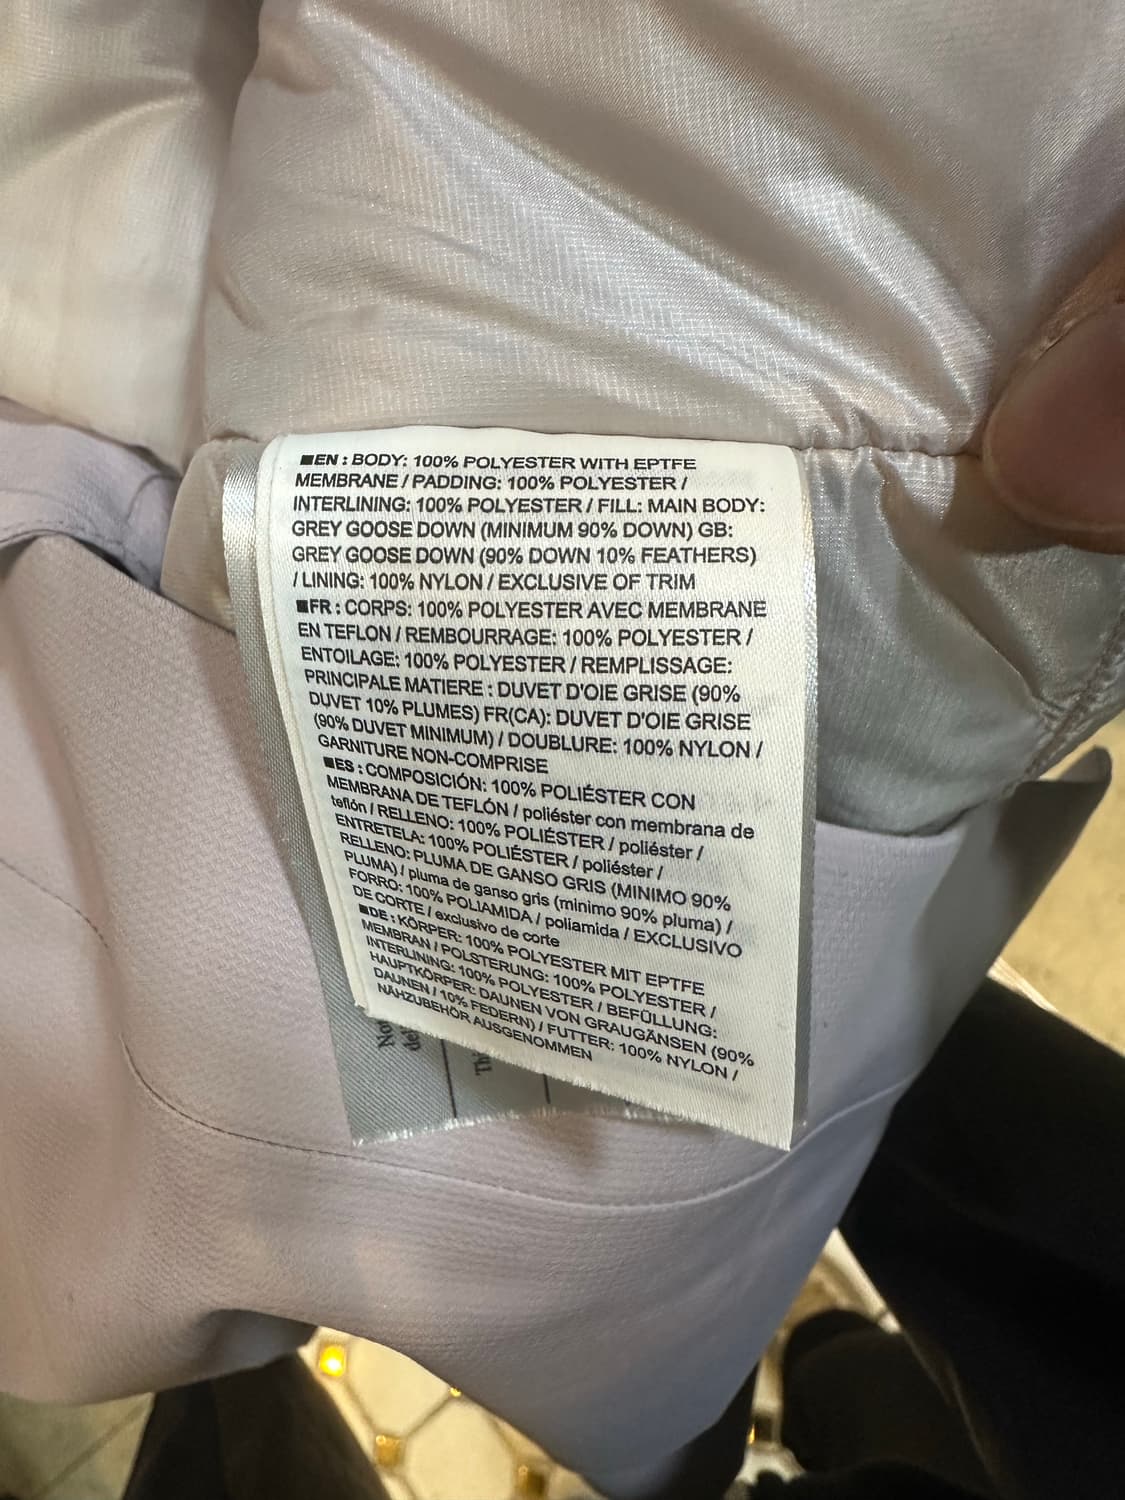 ■EN : BODY: 100% POLYESTER WITH EPTFE
MEMBRANE / PADDING: 100% POLYESTER /
INTERLINING: 100% POLYESTER / FILL: MAIN BODY:
GREY GOOSE DOWN (MINIMUM 90% DOWN) GB:
GREY GOOSE DOWN (90% DOWN 10% FEATHERS)
/ LINING: 100% NYLON / EXCLUSIVE OF TRIM
■FR : CORPS: 100% POLYESTER AVEC MEMBRANE
EN TEFLON / REMBOURRAGE: 100% POLYESTER /
ENTOILAGE: 100% POLYESTER / REMPLISSAGE:
PRINCIPALE MATIERE : DUVET D'OIE GRISE (90%
DUVET 10% PLUMES) FR(CA): DUVET D'OIE GRISE
(90% DUVET MINIMUM) / DOUBLURE: 100% NYLON /
GARNITURE NON-COMPRISE
■ES : COMPOSICIÓN: 100% POLIÉSTER CON
MEMBRANA DE TEFLÓN / poliéster con membrana de
teflón / RELLENO: 100% POLIÉSTER / poliéster /
ENTRETELA: 100% POLIÉSTER / poliéster /
RELLENO: PLUMA DE GANSO GRIS (MINIMO 90%
PLUMA) / pluma de ganso gris (minimo 90% pluma) /
FORRO: 100% POLIAMIDA / poliamida / EXCLUSIVO
DE CORTE / exclusivo de corte
■DE : KÖRPER: 100% POLYESTER MIT EPTFE
MEMBRAN / POLSTERUNG: 100% POLYESTER /
INTERLINING: 100% POLYESTER / BEFÜLLUNG:
HAUPTKÖRPER: DAUNEN VON GRAUGÄNSEN (90%
DAUNEN / 10% FEDERN) / FUTTER: 100% NYLON /
NÄHZUBEHÖR AUSGENOMMEN